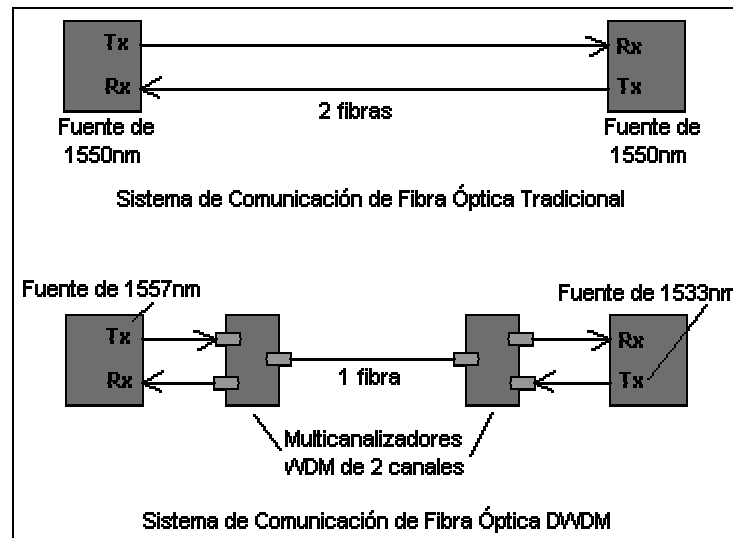 Tx
Rx
Rx
Tx
2 fibras
Fuente de
1550nm
Fuente de
1550nm
Sistema de Comunicación de Fibra Óptica Tradicional
Fuente de 1557nm
Fuente de 1533nm
Tx
Rx
Rx
Tx
1 fibra
Multicanalizadores
WDM de 2 canales
Sistema de Comunicación de Fibra Óptica DWDM